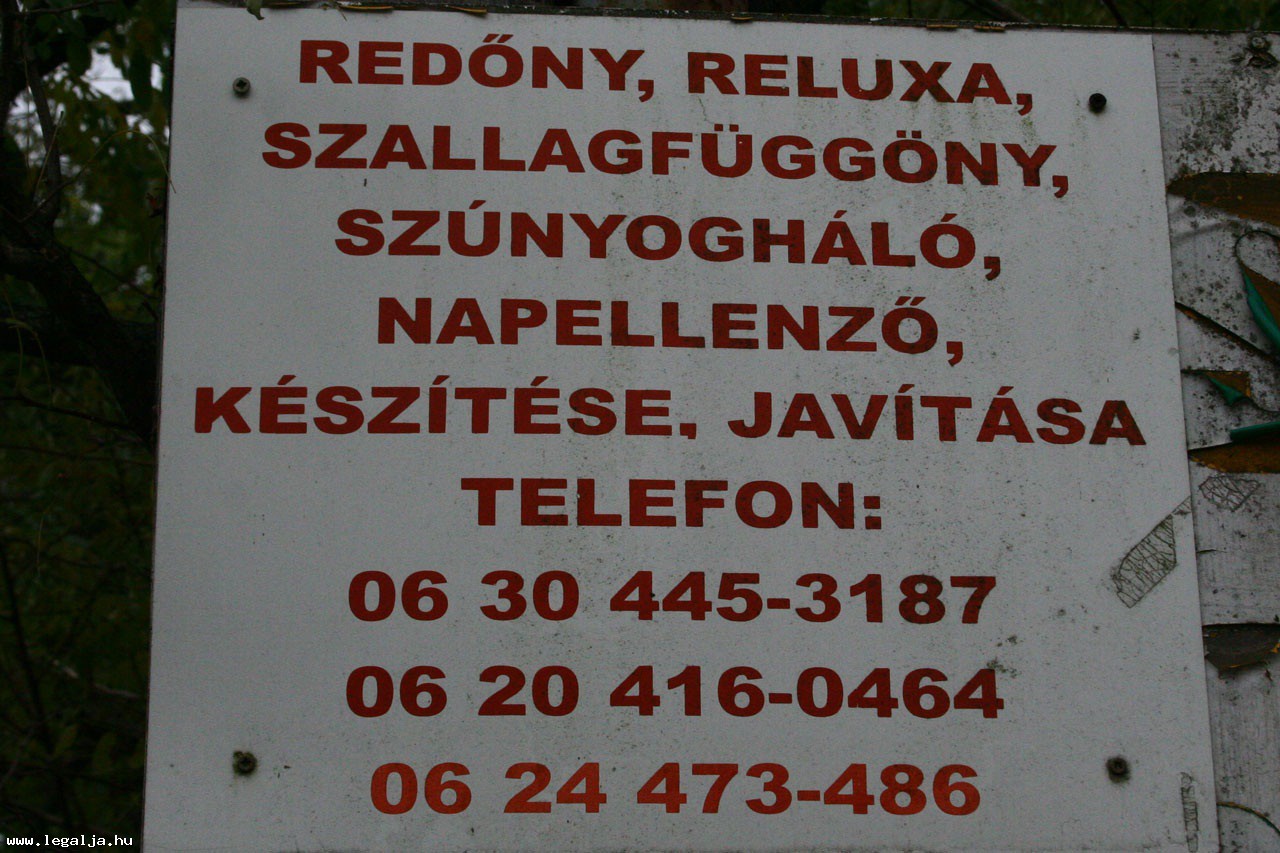 REDŐNY, RELUXA,
SZALLAGFÜGGÖNY,
SZÚNYOGHÁLÓ,
NAPELLENZŐ,
KÉSZÍTÉSE, JAVÍTÁSA
TELEFON:
06 30 445-3187
06 20 416-0464
06 24 473-486
www.legalja.hu